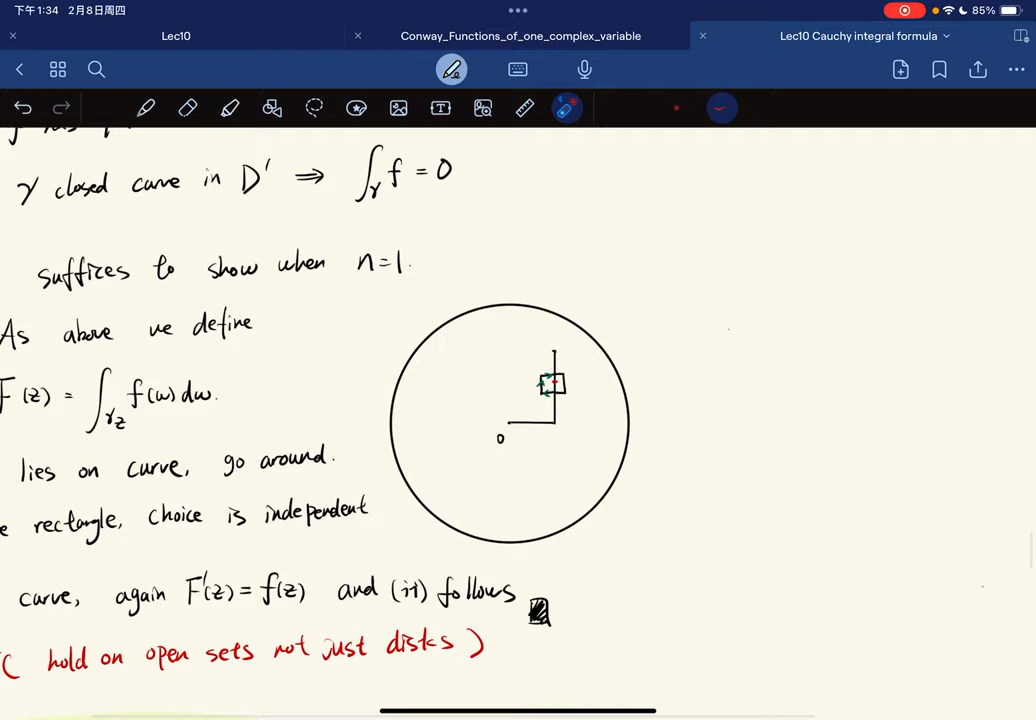 下午1:34 2月8日周四
85%
Lec10
Conway_Functions_of_one_complex_variable
Lec10 Cauchy integral formula
γ closed curve in D' ⇒ ∫_γ f = 0
suffices to show when n=1.
As above we define
F(z) = ∫_{γ_z} f(w)dw.
0
lies on curve, go around.
rectangle, choice is independent
curve, again F'(z) = f(z) and (ii) follows
( hold on open sets not just disks )